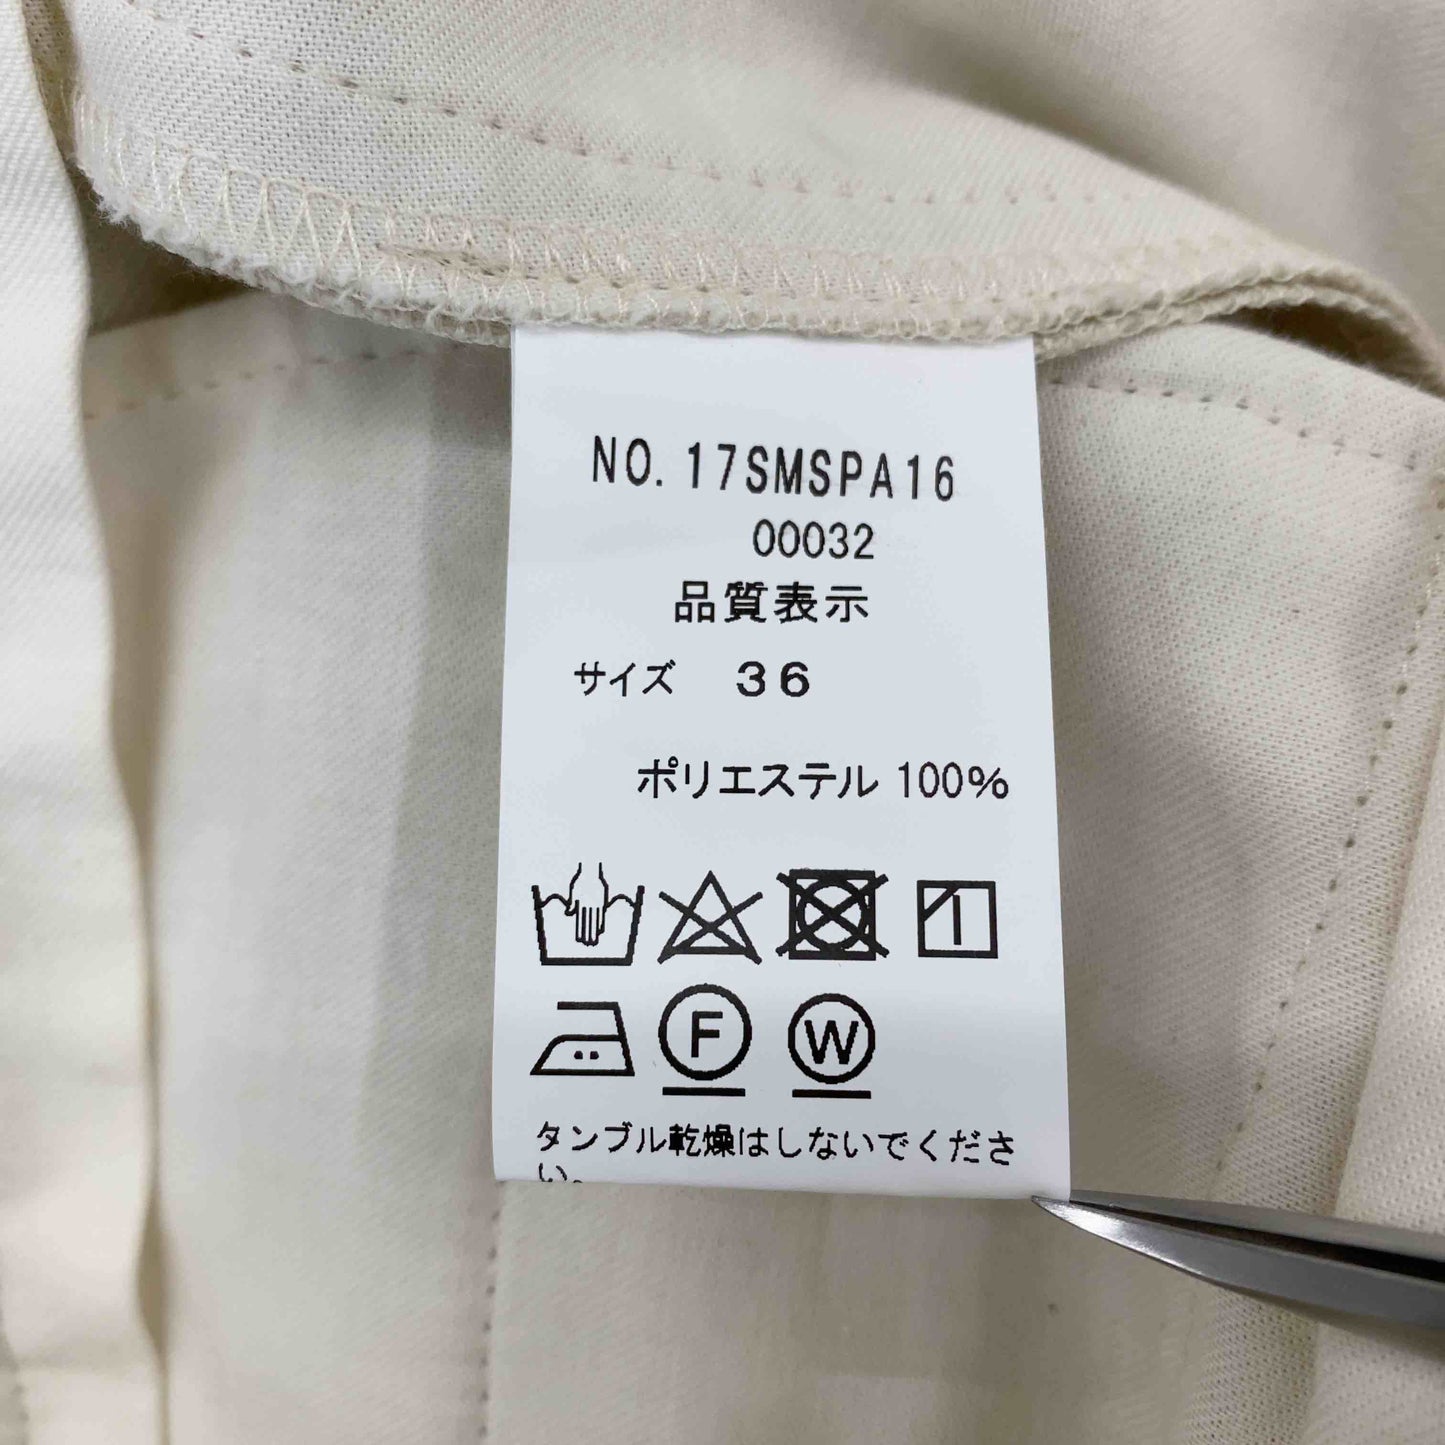 NO. 17SMSPA16
00032
品質表示
サイズ 36
ポリエステル 100%
F W
タンブル乾燥はしないでくださ
い。